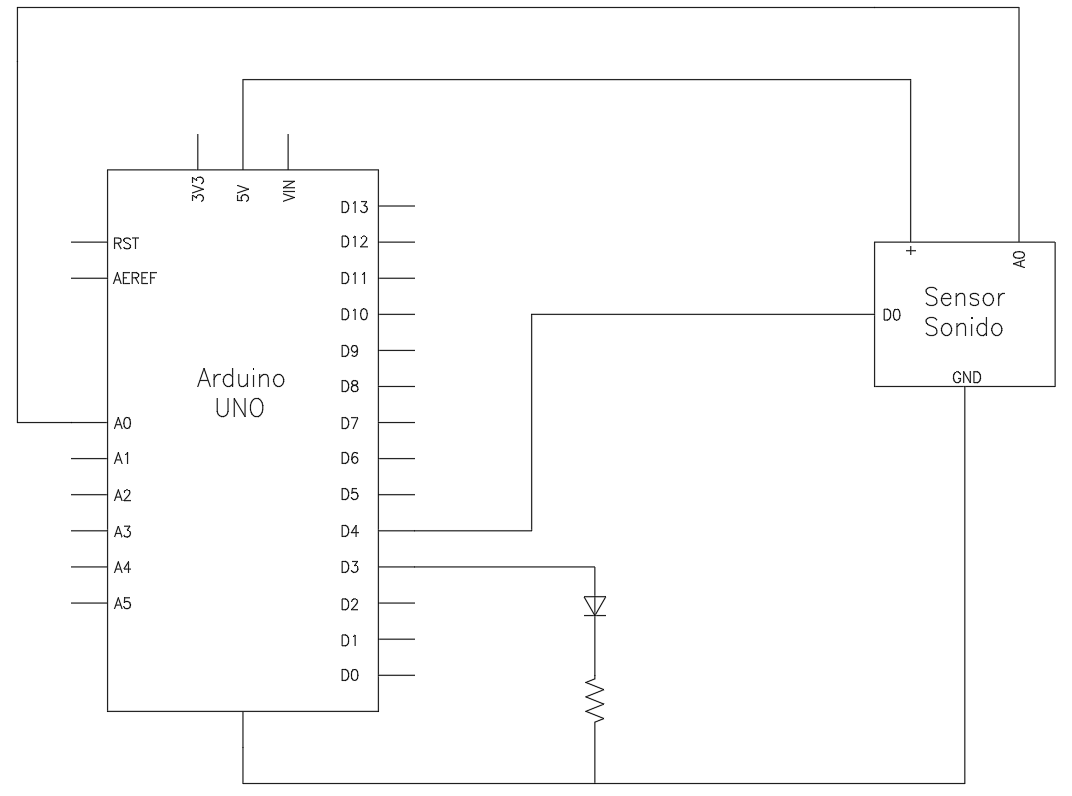 3V3
5V
VIN
RST
AEREF
A0
A1
A2
A3
A4
A5
Arduino
UNO
D13
D12
D11
D10
D9
D8
D7
D6
D5
D4
D3
D2
D1
D0
+
A0
D0
Sensor
Sonido
GND